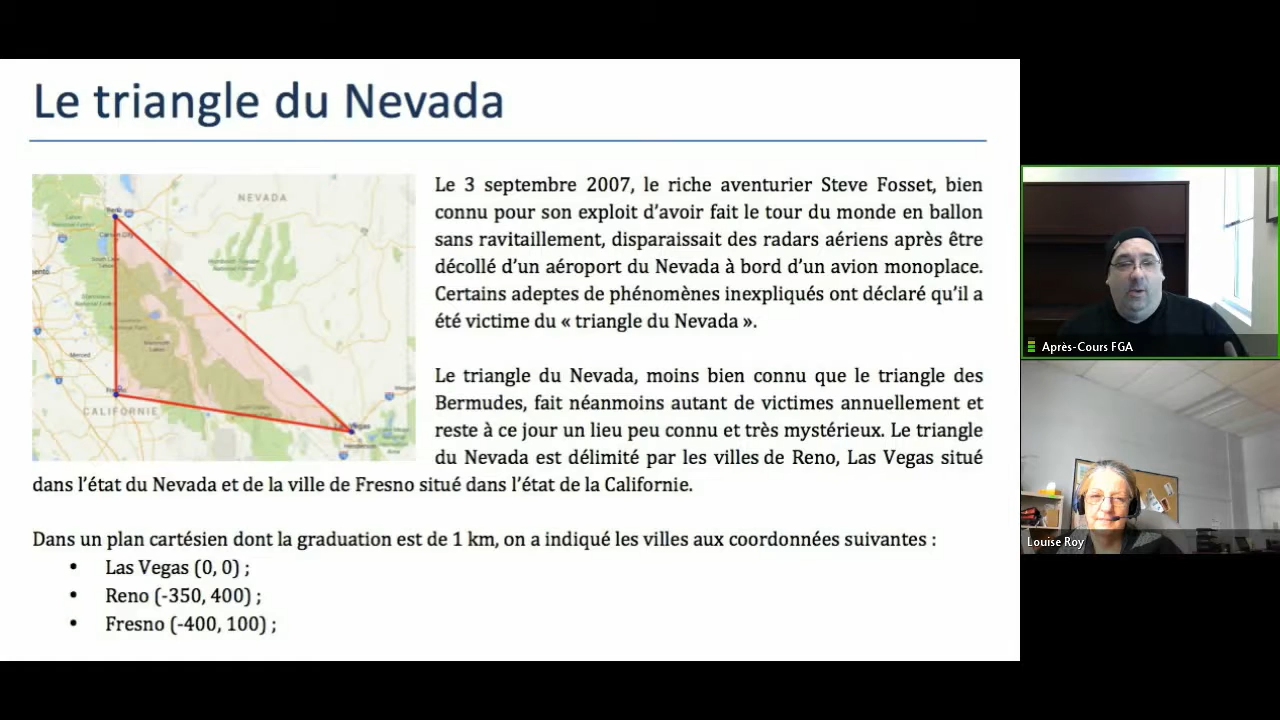 Le triangle du Nevada
NEVADA
CALIFORNIE
Merced
Le 3 septembre 2007, le riche aventurier Steve Fosset, bien
connu pour son exploit d'avoir fait le tour du monde en ballon
sans ravitaillement, disparaissait des radars aériens après être
décollé d'un aéroport du Nevada à bord d'un avion monoplace.
Certains adeptes de phénomènes inexpliqués ont déclaré qu'il a
été victime du « triangle du Nevada ».
Le triangle du Nevada, moins bien connu que le triangle des
Bermudes, fait néanmoins autant de victimes annuellement et
reste à ce jour un lieu peu connu et très mystérieux. Le triangle
du Nevada est délimité par les villes de Reno, Las Vegas situé
dans l'état du Nevada et de la ville de Fresno situé dans l'état de la Californie.
Dans un plan cartésien dont la graduation est de 1 km, on a indiqué les villes aux coordonnées suivantes :
• Las Vegas (0, 0) ;
• Reno (-350, 400) ;
• Fresno (-400, 100) ;
Après-Cours FGA
Louise Roy